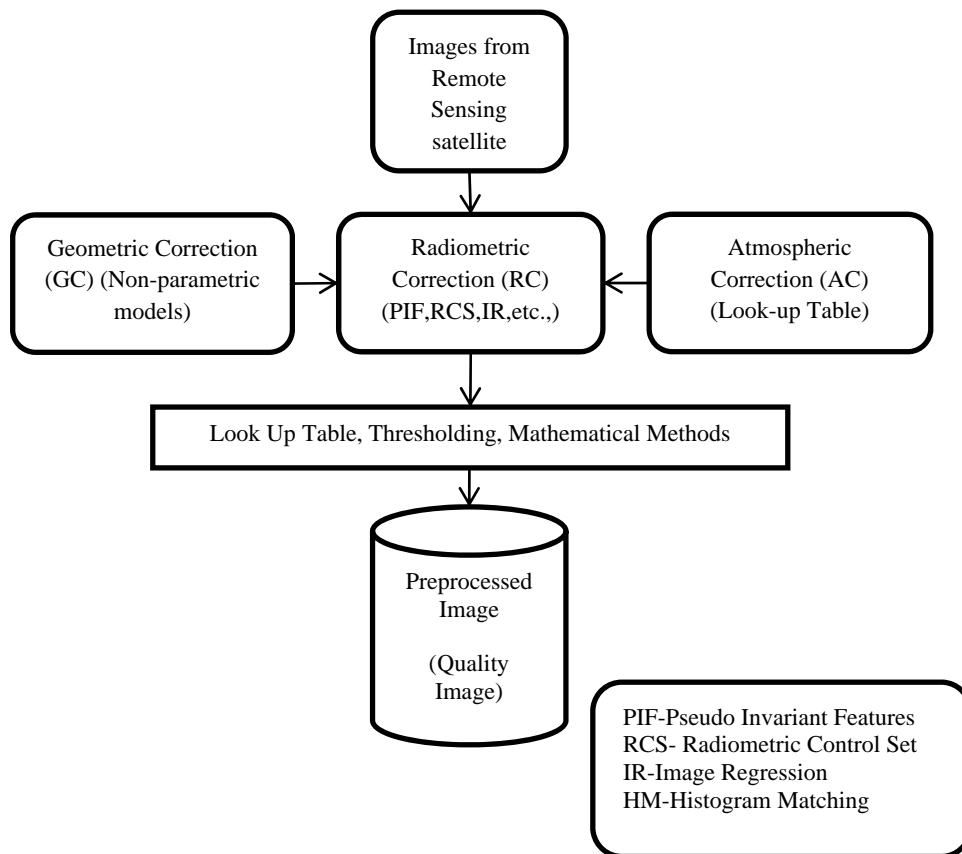 Images from
Remote
Sensing
satellite
Geometric Correction
(GC) (Non-parametric
models)
Radiometric
Correction (RC)
(PIF,RCS,IR,etc.,)
Atmospheric
Correction (AC)
(Look-up Table)
Look Up Table, Thresholding, Mathematical Methods
Preprocessed
Image
(Quality
Image)
PIF-Pseudo Invariant Features
RCS- Radiometric Control Set
IR-Image Regression
HM-Histogram Matching